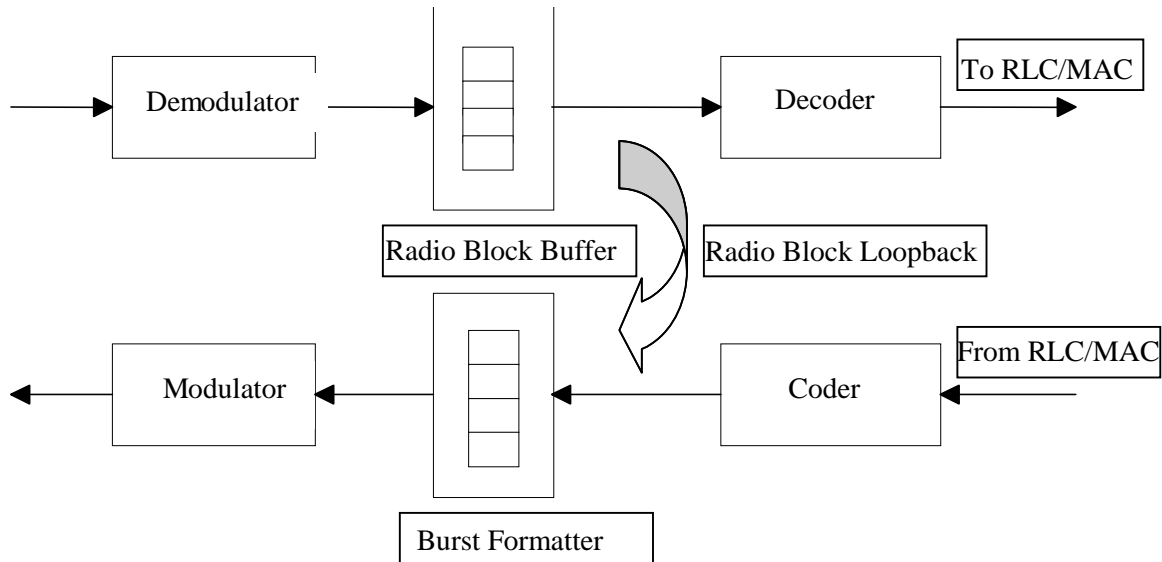 To RLC/MAC
Demodulator
Decoder
Radio Block Buffer
Radio Block Loopback
From RLC/MAC
Modulator
Coder
Burst Formatter